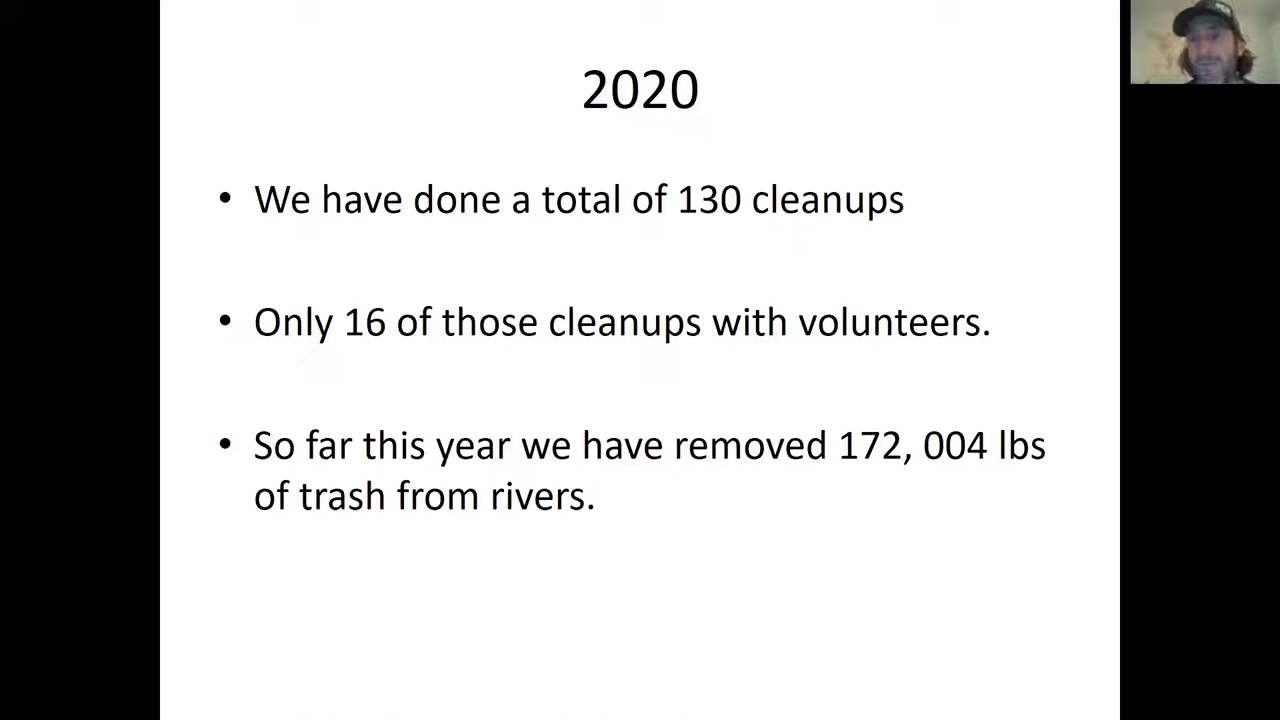 2020
• We have done a total of 130 cleanups
• Only 16 of those cleanups with volunteers.
• So far this year we have removed 172, 004 lbs
of trash from rivers.